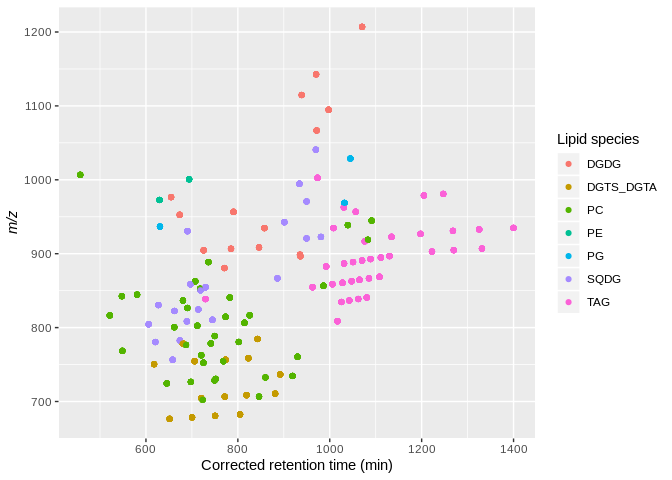 1200
1100
1000
900
800
700
m/z
600
800
1000
1200
1400
Corrected retention time (min)
Lipid species
DGDG
DGTS_DGTA
PC
PE
PG
SQDG
TAG